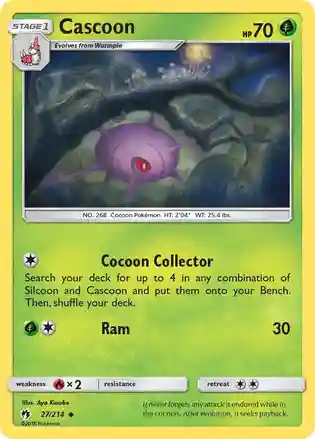 STAGE 1
Cascoon
HP 70
Evolves from Wurmple
NO. 268 Cocoon Pokémon HT: 2'04" WT: 25.4 lbs.
Cocoon Collector
Search your deck for up to 4 in any combination of
Silcoon and Cascoon and put them onto your Bench.
Then, shuffle your deck.
Ram 30
weakness ×2 resistance retreat
Illus. Aya Kusube
27/214
©2018 Pokémon
It never forgets any attack it endured while in
the cocoon. After evolution, it seeks payback.